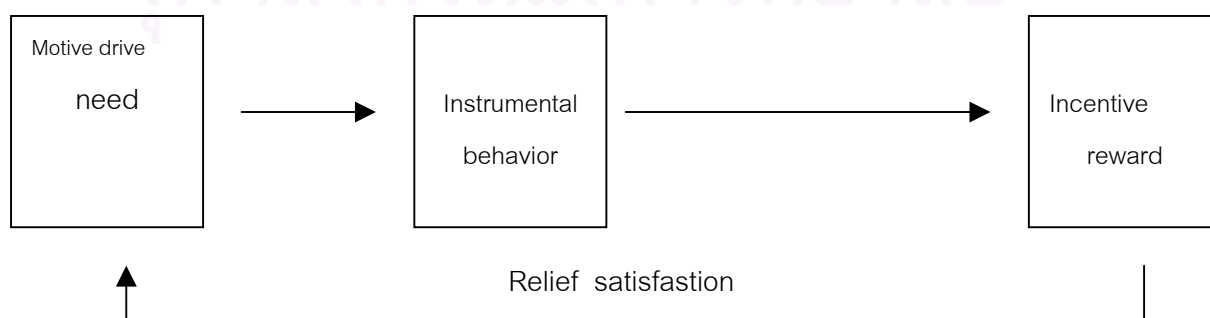 Motive drive
need
Instrumental
behavior
Incentive
reward
Relief satisfastion